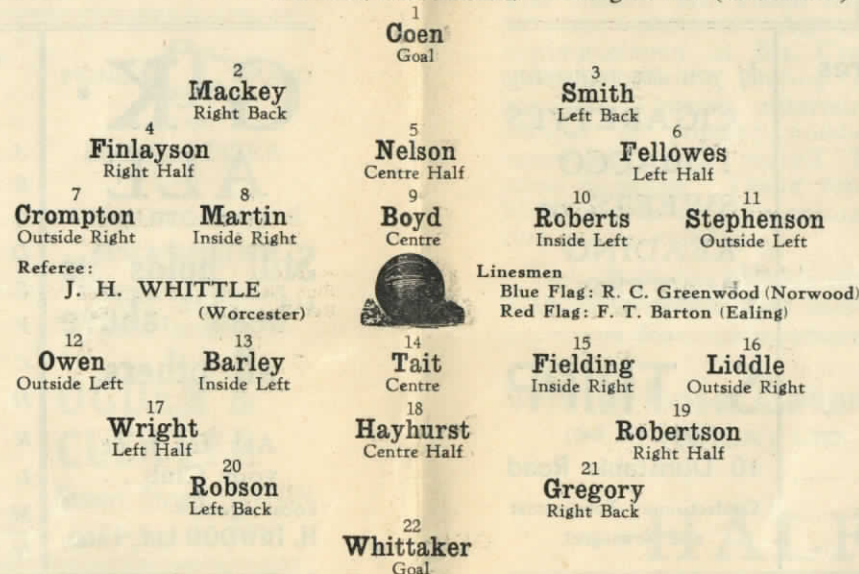 1
Coen
Goal
2 3
Mackey Smith
Right Back Left Back
4 5 6
Finlayson Nelson Fellowes
Right Half Centre Half Left Half
7 8 9 10 11
Crompton Martin Boyd Roberts Stephenson
Outside Right Inside Right Centre Inside Left Outside Left
Referee:
J. H. WHITTLE
(Worcester)
Linesmen
Blue Flag: R. C. Greenwood (Norwood)
Red Flag: F. T. Barton (Ealing)
12 13 14 15 16
Owen Barley Tait Fielding Liddle
Outside Left Inside Left Centre Inside Right Outside Right
17 18 19
Wright Hayhurst Robertson
Left Half Centre Half Right Half
20 21
Robson Gregory
Left Back Right Back
22
Whittaker
Goal